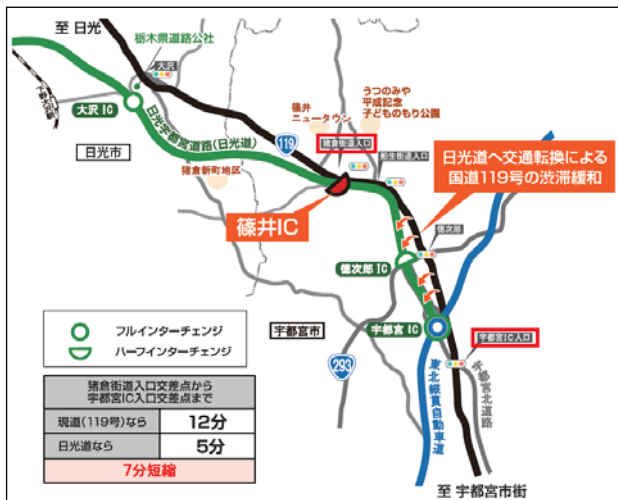 至 日光
栃木県道路公社
大沢
下野大沢駅
大沢 IC
日光宇都宮道路(日光道)
日光市
119
篠井
ニュータウン
うつのみや
平成記念
子どものもり公園
猪倉街道入口
猪倉新町地区
篠井IC
日光道へ交通転換による
国道119号の渋滞緩和
徳次郎
徳次郎 IC
宇都宮 IC
宇都宮市
宇都宮IC入口
293
東北縦貫自動車道
宇都宮北道路
フルインターチェンジ
ハーフインターチェンジ
猪倉街道入口交差点から
宇都宮IC入口交差点まで
現道(119号)なら 12分
日光道なら 5分
7分短縮
至 宇都宮市街